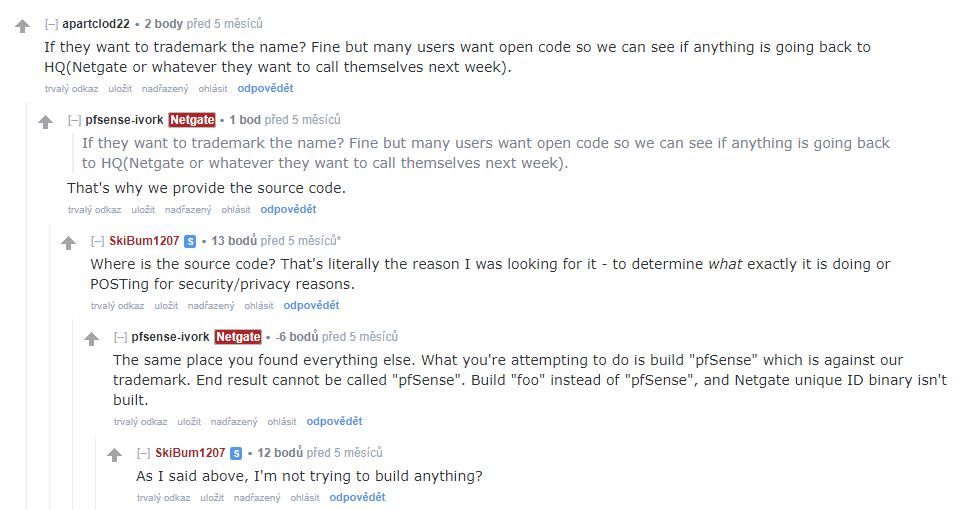 [–] apartclod22 • 2 body před 5 měsíců
If they want to trademark the name? Fine but many users want open code so we can see if anything is going back to
HQ(Netgate or whatever they want to call themselves next week).
trvalý odkaz uložit nadřazený ohlásit odpovědět
[–] pfsense-ivork Netgate • 1 bod před 5 měsíců
If they want to trademark the name? Fine but many users want open code so we can see if anything is going back
to HQ(Netgate or whatever they want to call themselves next week).
That's why we provide the source code.
trvalý odkaz uložit nadřazený ohlásit odpovědět
[–] SkiBum1207 S • 13 bodů před 5 měsíců*
Where is the source code? That's literally the reason I was looking for it - to determine what exactly it is doing or
POSTing for security/privacy reasons.
trvalý odkaz uložit nadřazený ohlásit odpovědět
[–] pfsense-ivork Netgate • -6 bodů před 5 měsíců
The same place you found everything else. What you're attempting to do is build "pfSense" which is against our
trademark. End result cannot be called "pfSense". Build "foo" instead of "pfSense", and Netgate unique ID binary isn't
built.
trvalý odkaz uložit nadřazený ohlásit odpovědět
[–] SkiBum1207 S • 12 bodů před 5 měsíců
As I said above, I'm not trying to build anything?
trvalý odkaz uložit nadřazený ohlásit odpovědět